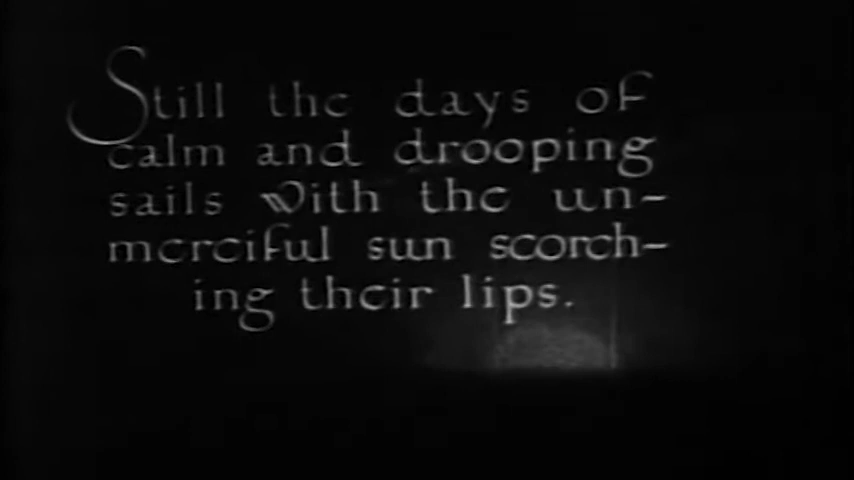 Still the days of
calm and drooping
sails with the un-
merciful sun scorch-
ing their lips.